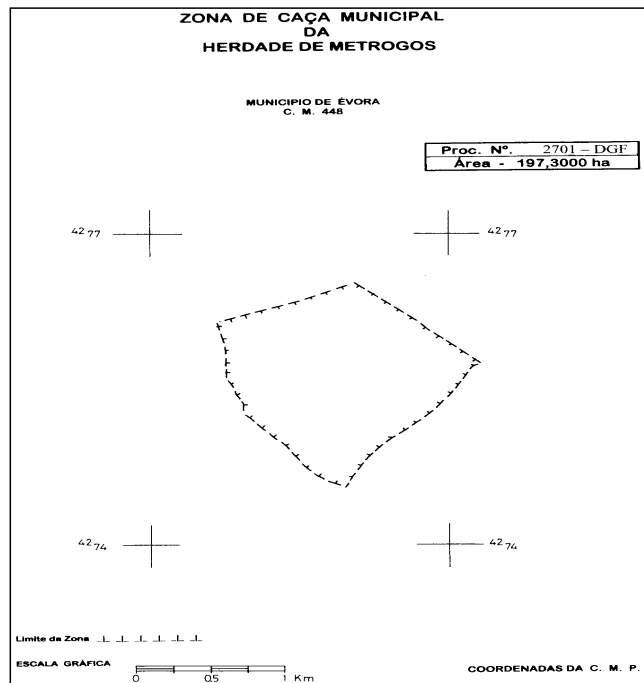 ZONA DE CAÇA MUNICIPAL
DA
HERDADE DE METROGOS
MUNICIPIO DE ÉVORA
C. M. 448
Proc. Nº. 2701 – DGF
Área - 197,3000 ha
42 77
42 77
42 74
42 74
Limite da Zona
ESCALA GRÁFICA
0 0,5 1 Km
COORDENADAS DA C. M. P.